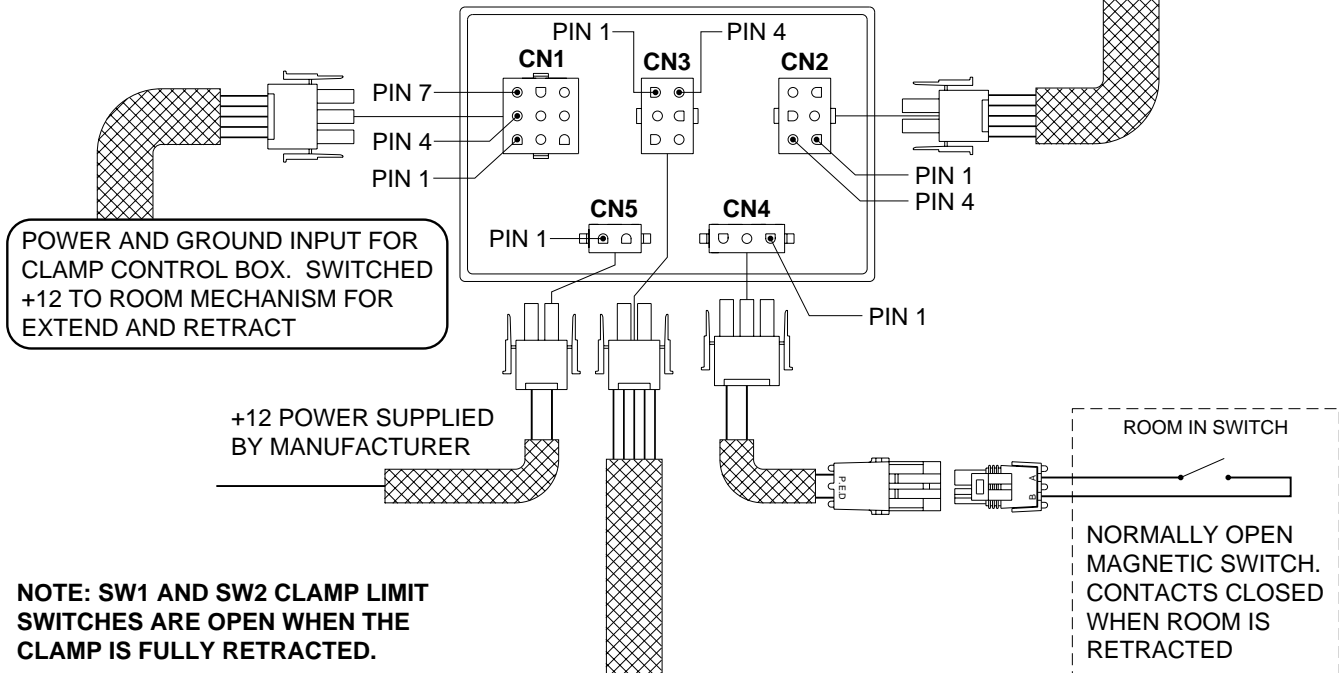 PIN 1
PIN 4
CN1
CN3
CN2
PIN 7
PIN 4
PIN 1
PIN 1
PIN 4
CN5
CN4
PIN 1
PIN 1
POWER AND GROUND INPUT FOR
CLAMP CONTROL BOX. SWITCHED
+12 TO ROOM MECHANISM FOR
EXTEND AND RETRACT
+12 POWER SUPPLIED
BY MANUFACTURER
ROOM IN SWITCH
P.E.D
A
B
NORMALLY OPEN
MAGNETIC SWITCH.
CONTACTS CLOSED
WHEN ROOM IS
RETRACTED
NOTE: SW1 AND SW2 CLAMP LIMIT
SWITCHES ARE OPEN WHEN THE
CLAMP IS FULLY RETRACTED.